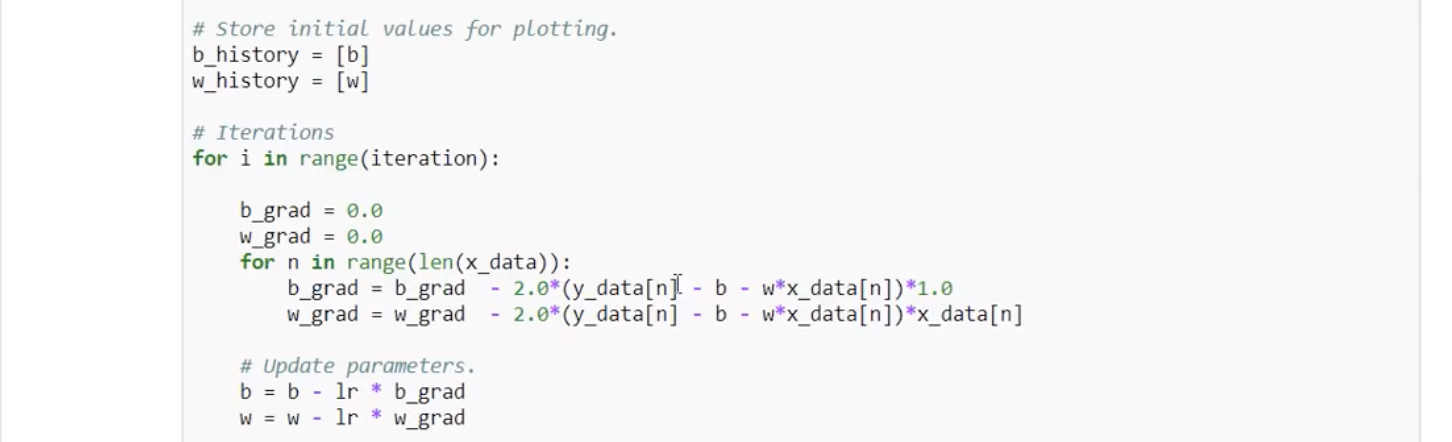 # Store initial values for plotting.
b_history = [b]
w_history = [w]
# Iterations
for i in range(iteration):
b_grad = 0.0
w_grad = 0.0
for n in range(len(x_data)):
b_grad = b_grad  - 2.0*(y_data[n] - b - w*x_data[n])*1.0
w_grad = w_grad  - 2.0*(y_data[n] - b - w*x_data[n])*x_data[n]
# Update parameters.
b = b - lr * b_grad
w = w - lr * w_grad